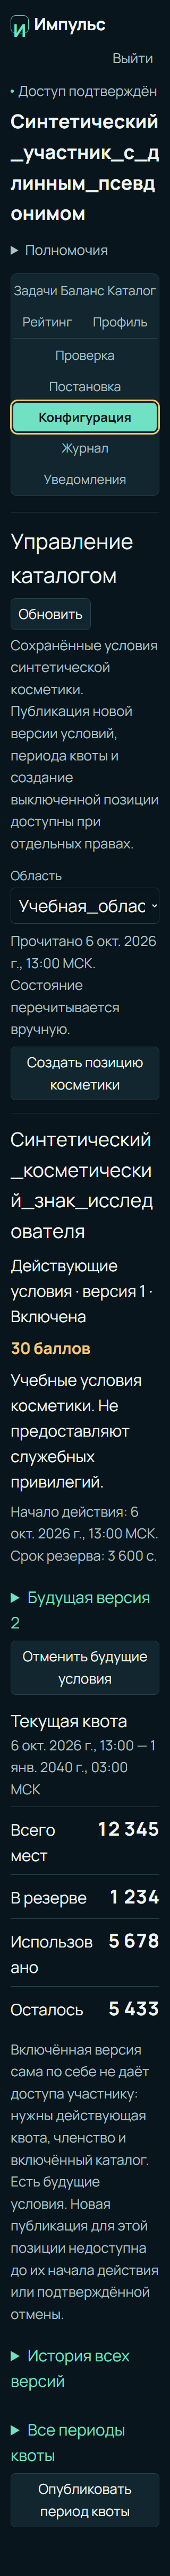 Импульс
Выйти
• Доступ подтверждён
Синтетический
_участник_с_д
линным_псевд
онимом
▶ Полномочия
Задачи Баланс Каталог
Рейтинг Профиль
Проверка
Постановка
Конфигурация
Журнал
Уведомления
Управление
каталогом
Обновить
Сохранённые условия
синтетической
косметики.
Публикация новой
версии условий,
периода квоты и
создание
выключенной позиции
доступны при
отдельных правах.
Область
Учебная_облас
Прочитано 6 окт. 2026
г., 13:00 МСК.
Состояние
перечитывается
вручную.
Создать позицию
косметики
Синтетический
_косметически
й_знак_исслед
ователя
Действующие
условия · версия 1 ·
Включена
30 баллов
Учебные условия
косметики. Не
предоставляют
служебных
привилегий.
Начало действия: 6
окт. 2026 г., 13:00 МСК.
Срок резерва: 3 600 с.
▶ Будущая версия
2
Отменить будущие
условия
Текущая квота
6 окт. 2026 г., 13:00 — 1
янв. 2040 г., 03:00
МСК
Всего 12 345
мест
В резерве 1 234
Использов 5 678
ано
Осталось 5 433
Включённая версия
сама по себе не даёт
доступа участнику:
нужны действующая
квота, членство и
включённый каталог.
Есть будущие
условия. Новая
публикация для этой
позиции недоступна
до их начала действия
или подтверждённой
отмены.
▶ История всех
версий
▶ Все периоды
квоты
Опубликовать
период квоты